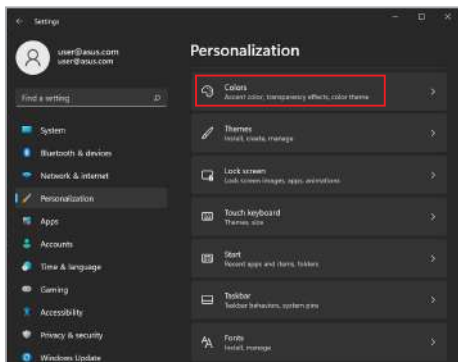 Settings
user@asus.com
user@asus.com
Find a setting
System
Bluetooth & devices
Network & internet
Personalization
Apps
Accounts
Time & language
Gaming
Accessibility
Privacy & security
Windows Update
Personalization
Colors
Accent color, transparency effects, color theme
Themes
Install, create, manage
Lock screen
Lock screen images, apps, animations
Touch keyboard
Themes, size
Start
Recent apps and items, folders
Taskbar
Taskbar behaviors, system pins
Fonts
Install, manage